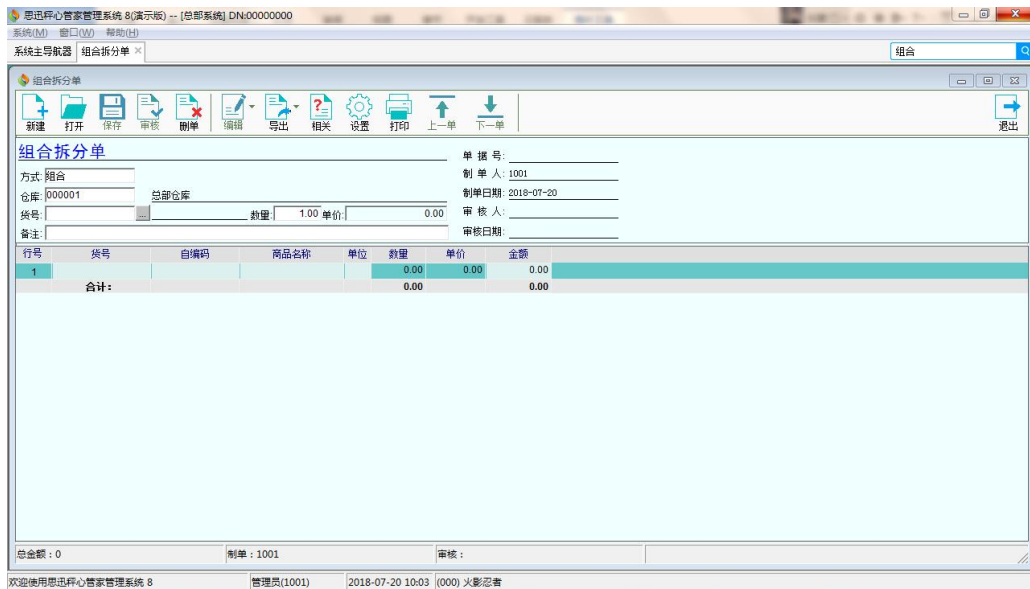 思迅秤心管家管理系统 8(演示版) -- [总部系统] DN:00000000
系统(M) 窗口(W) 帮助(H)
系统主导航器 组合拆分单 × 组合
组合拆分单
新建 打开 保存 审核 删单 编辑 导出 相关 设置 打印 上一单 下一单 退出
组合拆分单 单 据 号:
方式: 组合 制 单 人: 1001
仓库: 000001 总部仓库 制单日期: 2018-07-20
货号: ... 数量: 1.00 单价: 0.00 审 核 人:
备注: 审核日期:
行号 货号 自编码 商品名称 单位 数量 单价 金额
1 0.00 0.00 0.00
合计: 0.00 0.00
总金额：0 制单：1001 审核：
欢迎使用思迅秤心管家管理系统 8 管理员(1001) 2018-07-20 10:03 (000) 火影忍者